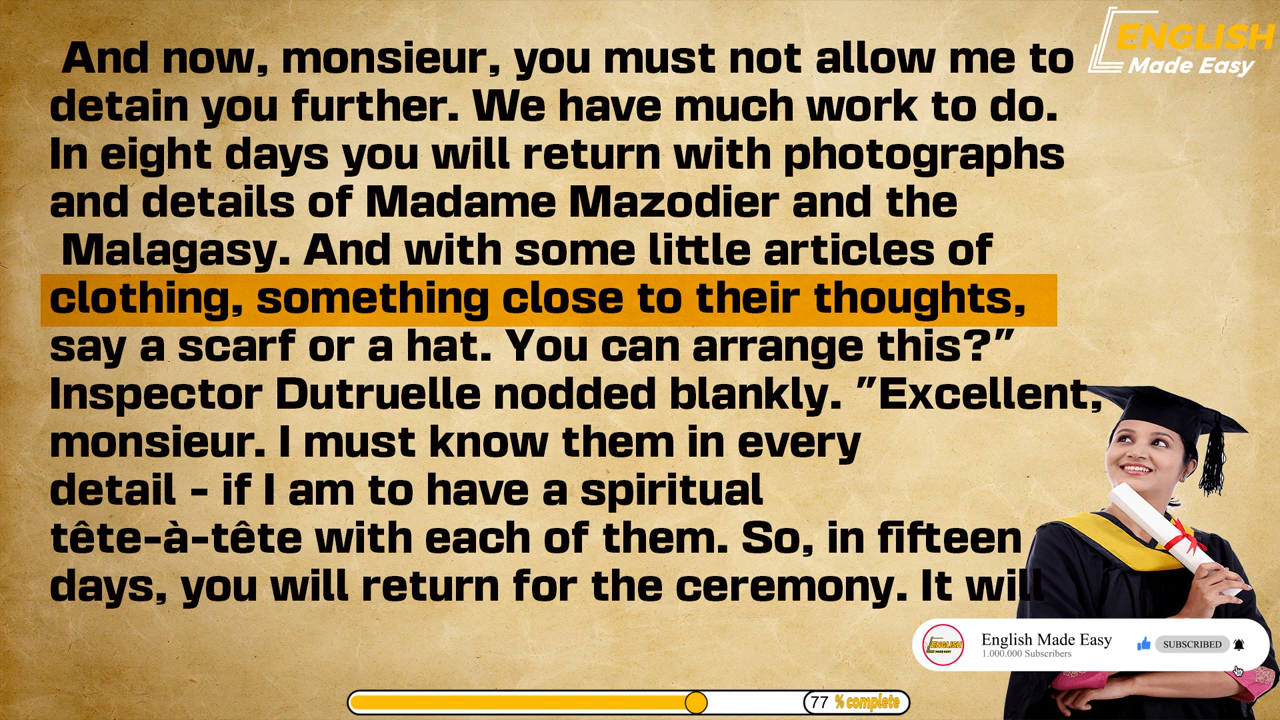 And now, monsieur, you must not allow me to
detain you further. We have much work to do.
In eight days you will return with photographs
and details of Madame Mazodier and the
Malagasy. And with some little articles of
clothing, something close to their thoughts,
say a scarf or a hat. You can arrange this?"
Inspector Dutruelle nodded blankly. "Excellent,
monsieur. I must know them in every
detail - if I am to have a spiritual
tête-à-tête with each of them. So, in fifteen
days, you will return for the ceremony. It will
ENGLISH
Made Easy
English Made Easy
1.000.000 Subscribers
SUBSCRIBED
77 % complete